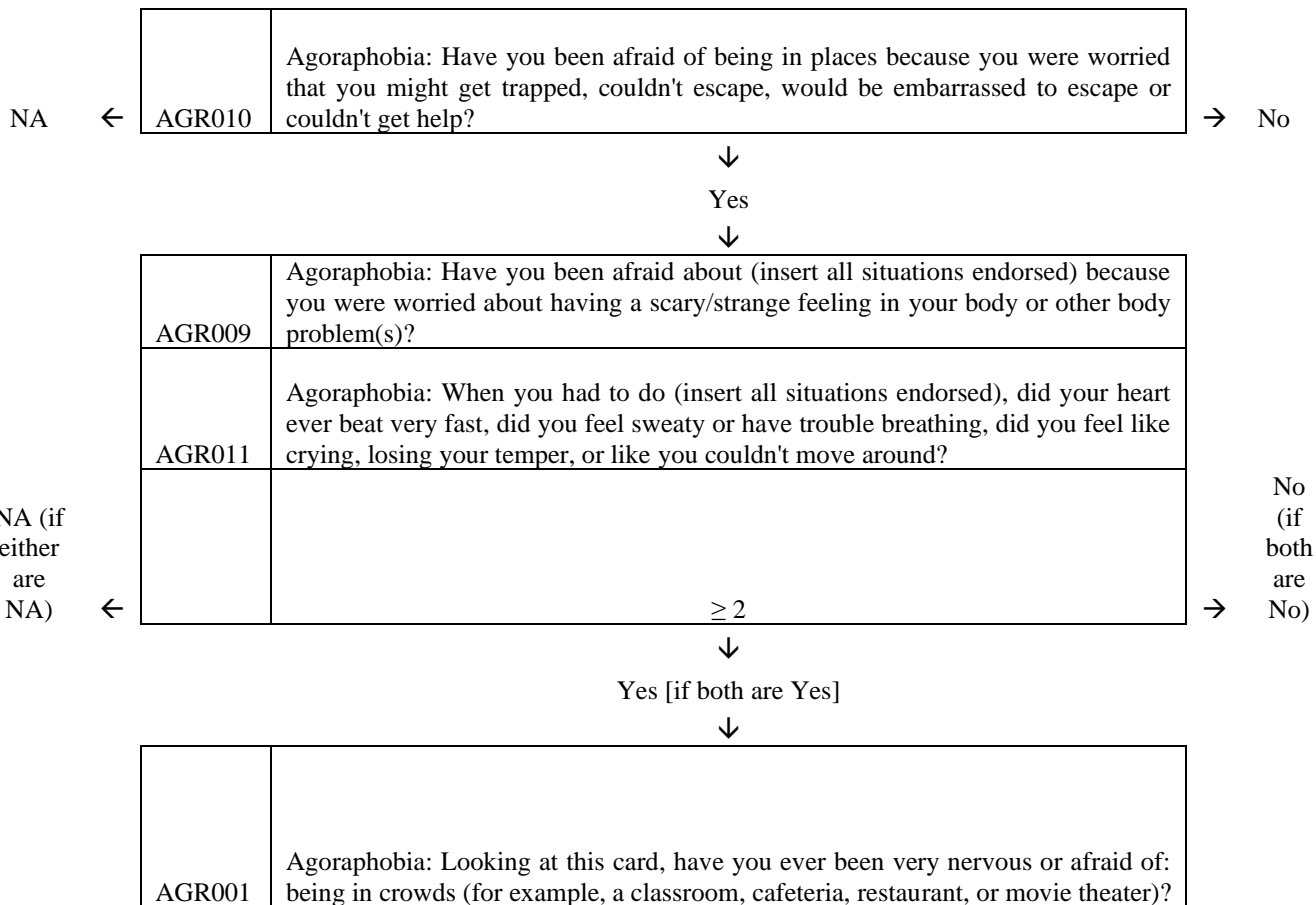 Agoraphobia: Have you been afraid of being in places because you were worried
that you might get trapped, couldn't escape, would be embarrassed to escape or
NA ← AGR010 couldn't get help? → No
↓
Yes
↓
Agoraphobia: Have you been afraid about (insert all situations endorsed) because
you were worried about having a scary/strange feeling in your body or other body
AGR009 problem(s)?
Agoraphobia: When you had to do (insert all situations endorsed), did your heart
ever beat very fast, did you feel sweaty or have trouble breathing, did you feel like
AGR011 crying, losing your temper, or like you couldn't move around?
No
NA (if (if
either both
are are
NA) ← ≥ 2 → No)
↓
Yes [if both are Yes]
↓
Agoraphobia: Looking at this card, have you ever been very nervous or afraid of:
AGR001 being in crowds (for example, a classroom, cafeteria, restaurant, or movie theater)?